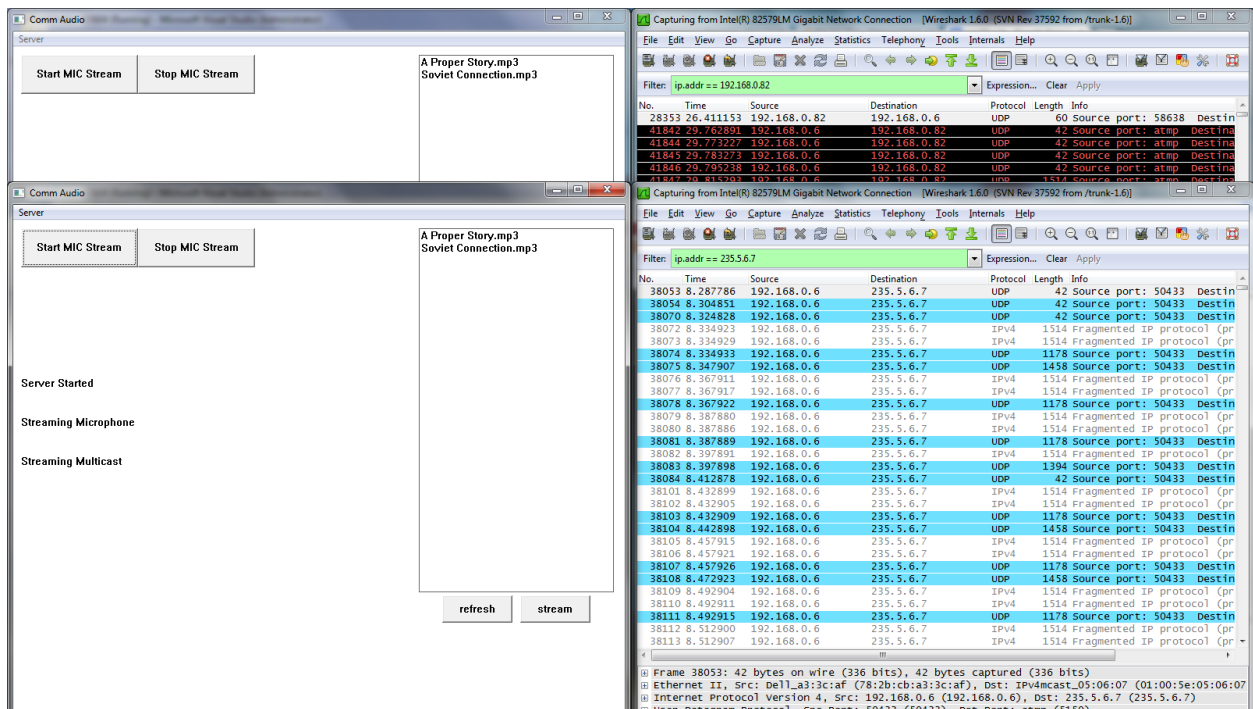 Comm Audio
Server
Start MIC Stream Stop MIC Stream
A Proper Story.mp3
Soviet Connection.mp3
Capturing from Intel(R) 82579LM Gigabit Network Connection [Wireshark 1.6.0 (SVN Rev 37592 from /trunk-1.6)]
File Edit View Go Capture Analyze Statistics Telephony Tools Internals Help
Filter: ip.addr == 192.168.0.82 Expression... Clear Apply
No. Time Source Destination Protocol Length Info
28353 26.411153 192.168.0.82 192.168.0.6 UDP 60 Source port: 58638 Destin
41842 29.762891 192.168.0.6 192.168.0.82 UDP 42 Source port: atmp Destina
41844 29.773227 192.168.0.6 192.168.0.82 UDP 42 Source port: atmp Destina
41845 29.783273 192.168.0.6 192.168.0.82 UDP 42 Source port: atmp Destina
41846 29.795238 192.168.0.6 192.168.0.82 UDP 42 Source port: atmp Destina
41847 29.815293 192.168.0.6 192.168.0.82 UDP 1514 Source port: atmp Destina
Comm Audio
Server
Start MIC Stream Stop MIC Stream
A Proper Story.mp3
Soviet Connection.mp3
Server Started
Streaming Microphone
Streaming Multicast
refresh stream
Capturing from Intel(R) 82579LM Gigabit Network Connection [Wireshark 1.6.0 (SVN Rev 37592 from /trunk-1.6)]
File Edit View Go Capture Analyze Statistics Telephony Tools Internals Help
Filter: ip.addr == 235.5.6.7 Expression... Clear Apply
No. Time Source Destination Protocol Length Info
38053 8.287786 192.168.0.6 235.5.6.7 UDP 42 Source port: 50433 Destin
38054 8.304851 192.168.0.6 235.5.6.7 UDP 42 Source port: 50433 Destin
38070 8.324828 192.168.0.6 235.5.6.7 UDP 42 Source port: 50433 Destin
38072 8.334923 192.168.0.6 235.5.6.7 IPv4 1514 Fragmented IP protocol (pr
38073 8.334929 192.168.0.6 235.5.6.7 IPv4 1514 Fragmented IP protocol (pr
38074 8.334933 192.168.0.6 235.5.6.7 UDP 1178 Source port: 50433 Destin
38075 8.347907 192.168.0.6 235.5.6.7 UDP 1458 Source port: 50433 Destin
38076 8.367911 192.168.0.6 235.5.6.7 IPv4 1514 Fragmented IP protocol (pr
38077 8.367917 192.168.0.6 235.5.6.7 IPv4 1514 Fragmented IP protocol (pr
38078 8.367922 192.168.0.6 235.5.6.7 UDP 1178 Source port: 50433 Destin
38079 8.387880 192.168.0.6 235.5.6.7 IPv4 1514 Fragmented IP protocol (pr
38080 8.387886 192.168.0.6 235.5.6.7 IPv4 1514 Fragmented IP protocol (pr
38081 8.387889 192.168.0.6 235.5.6.7 UDP 1178 Source port: 50433 Destin
38082 8.397891 192.168.0.6 235.5.6.7 IPv4 1514 Fragmented IP protocol (pr
38083 8.397898 192.168.0.6 235.5.6.7 UDP 1394 Source port: 50433 Destin
38084 8.412878 192.168.0.6 235.5.6.7 UDP 42 Source port: 50433 Destin
38101 8.432899 192.168.0.6 235.5.6.7 IPv4 1514 Fragmented IP protocol (pr
38102 8.432905 192.168.0.6 235.5.6.7 IPv4 1514 Fragmented IP protocol (pr
38103 8.432909 192.168.0.6 235.5.6.7 UDP 1178 Source port: 50433 Destin
38104 8.442898 192.168.0.6 235.5.6.7 UDP 1458 Source port: 50433 Destin
38105 8.457915 192.168.0.6 235.5.6.7 IPv4 1514 Fragmented IP protocol (pr
38106 8.457921 192.168.0.6 235.5.6.7 IPv4 1514 Fragmented IP protocol (pr
38107 8.457926 192.168.0.6 235.5.6.7 UDP 1178 Source port: 50433 Destin
38108 8.472923 192.168.0.6 235.5.6.7 UDP 1458 Source port: 50433 Destin
38109 8.492904 192.168.0.6 235.5.6.7 IPv4 1514 Fragmented IP protocol (pr
38110 8.492911 192.168.0.6 235.5.6.7 IPv4 1514 Fragmented IP protocol (pr
38111 8.492915 192.168.0.6 235.5.6.7 UDP 1178 Source port: 50433 Destin
38112 8.512900 192.168.0.6 235.5.6.7 IPv4 1514 Fragmented IP protocol (pr
38113 8.512907 192.168.0.6 235.5.6.7 IPv4 1514 Fragmented IP protocol (pr
Frame 38053: 42 bytes on wire (336 bits), 42 bytes captured (336 bits)
Ethernet II, Src: Dell_a3:3c:af (78:2b:cb:a3:3c:af), Dst: IPv4mcast_05:06:07 (01:00:5e:05:06:07
Internet Protocol Version 4, Src: 192.168.0.6 (192.168.0.6), Dst: 235.5.6.7 (235.5.6.7)
User Datagram Protocol, Src Port: 50433 (50433), Dst Port: atmp (5150)